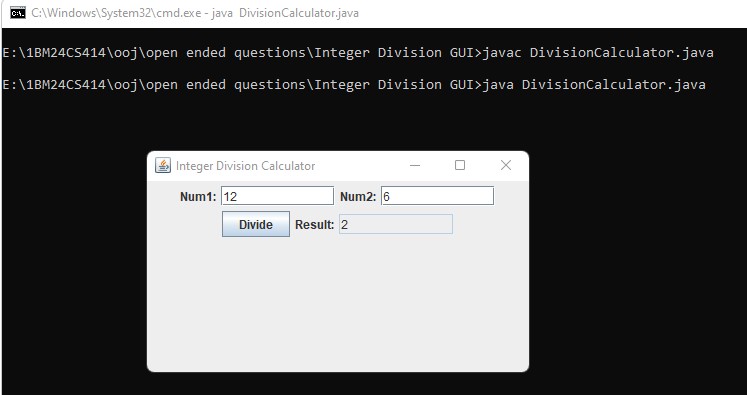 C:\Windows\System32\cmd.exe - java  DivisionCalculator.java
E:\1BM24CS414\ooj\open ended questions\Integer Division GUI>javac DivisionCalculator.java
E:\1BM24CS414\ooj\open ended questions\Integer Division GUI>java DivisionCalculator.java
Integer Division Calculator
Num1: 12 Num2: 6
Divide Result: 2